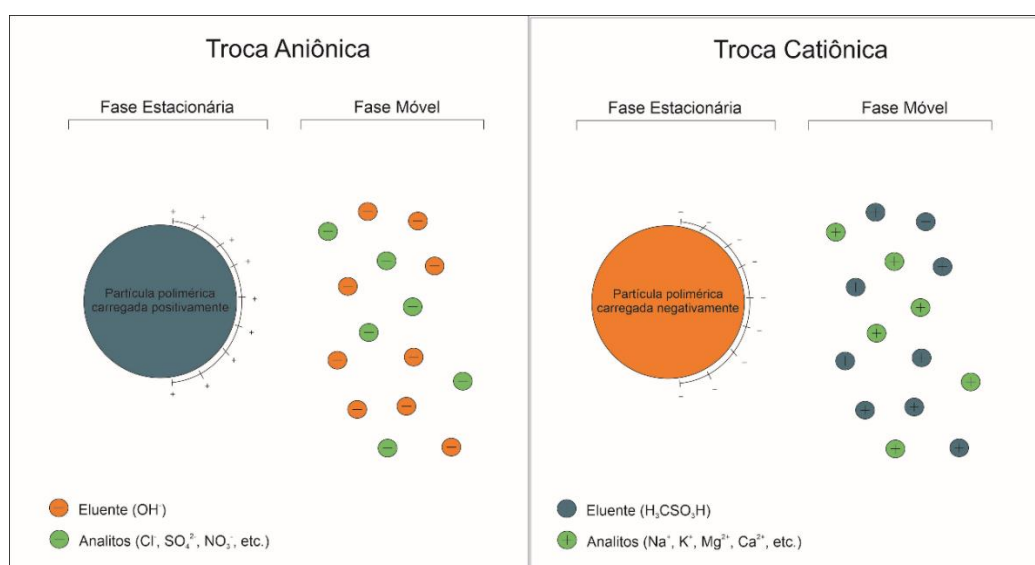 Troca Aniônica
Fase Estacionária
Fase Móvel
Partícula polimérica
carregada positivamente
Eluente (OH⁻)
Analitos (Cl⁻, SO₄²⁻, NO₃⁻, etc.)
Troca Catiônica
Fase Estacionária
Fase Móvel
Partícula polimérica
carregada negativamente
Eluente (H₃CSO₃H)
Analitos (Na⁺, K⁺, Mg²⁺, Ca²⁺, etc.)